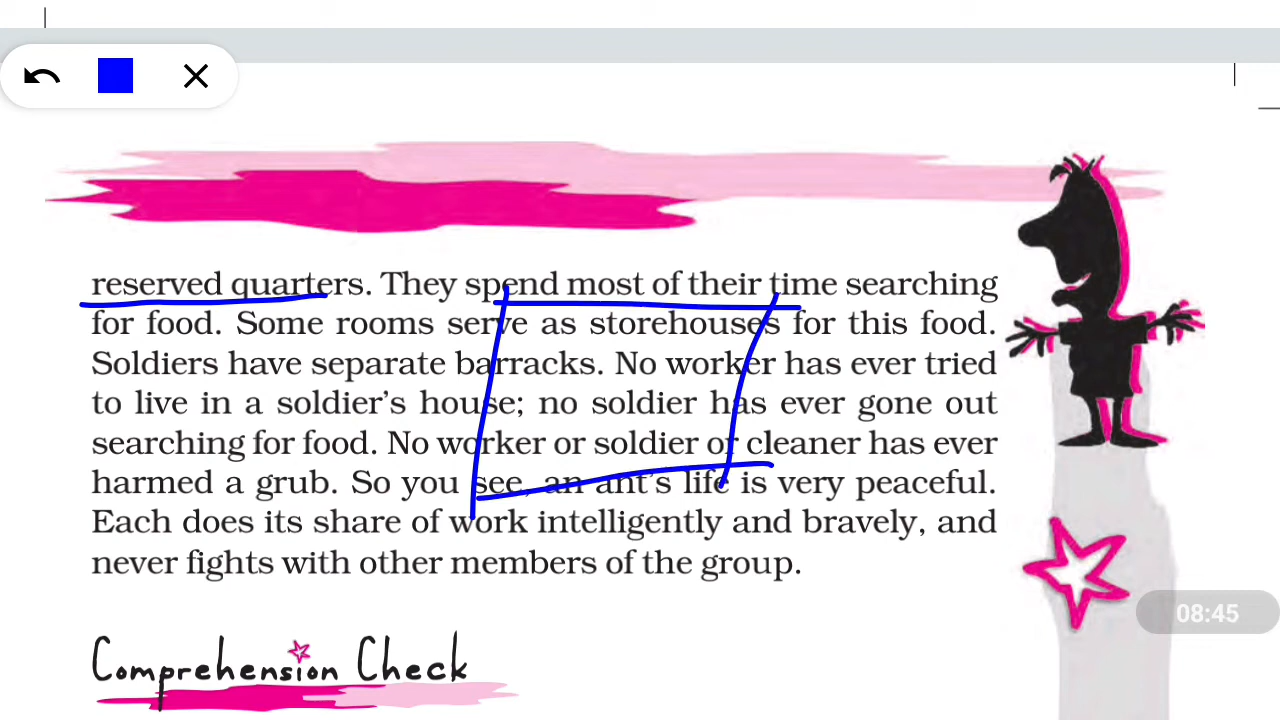 reserved quarters. They spend most of their time searching
for food. Some rooms serve as storehouses for this food.
Soldiers have separate barracks. No worker has ever tried
to live in a soldier's house; no soldier has ever gone out
searching for food. No worker or soldier or cleaner has ever
harmed a grub. So you see, an ant's life is very peaceful.
Each does its share of work intelligently and bravely, and
never fights with other members of the group.
08:45
Comprehension Check